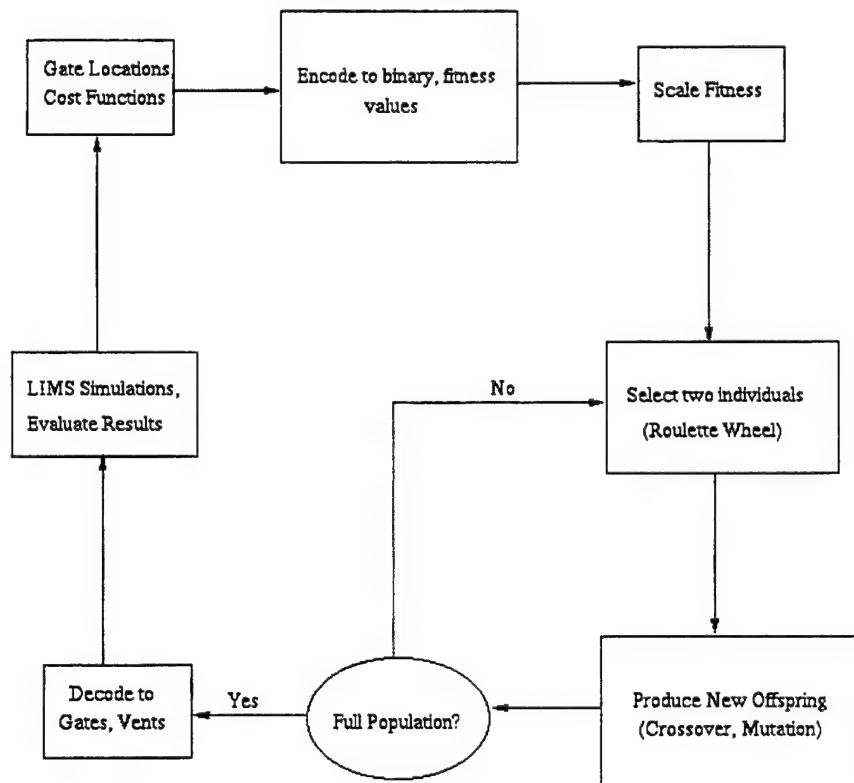 Gate Locations,
Cost Functions
Encode to binary, fitness
values
Scale Fitness
Select two individuals
(Roulette Wheel)
No
LIMS Simulations,
Evaluate Results
Produce New Offspring
(Crossover, Mutation)
Full Population?
Yes
Decode to
Gates, Vents